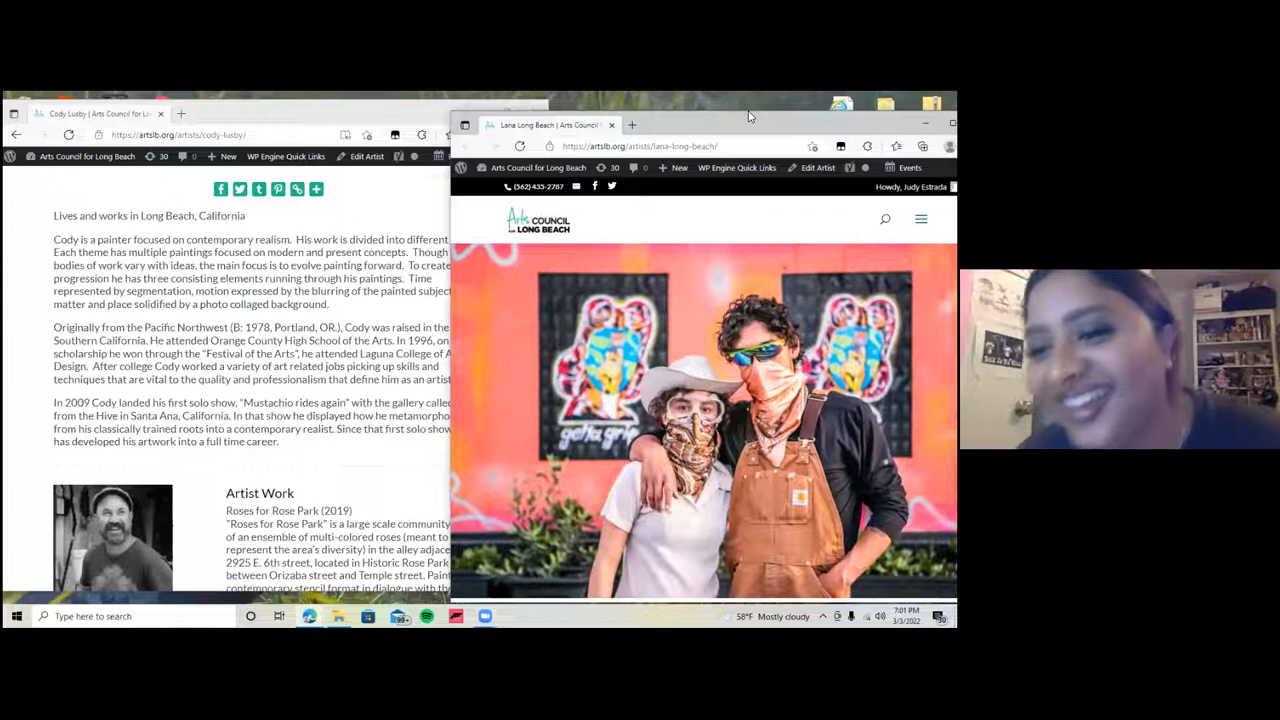 Cody Lusby | Arts Council for Lo
https://artslb.org/artists/cody-lusby/
Arts Council for Long Beach
30
0
New
WP Engine Quick Links
Edit Artist
Lives and works in Long Beach, California
Cody is a painter focused on contemporary realism. His work is divided into different
Each theme has multiple paintings focused on modern and present concepts. Though
bodies of work vary with ideas, the main focus is to evolve painting forward. To create
progression he has three consisting elements running through his paintings. Time
represented by segmentation, motion expressed by the blurring of the painted subject
matter and place solidified by a photo collaged background.
Originally from the Pacific Northwest (B: 1978, Portland, OR.), Cody was raised in the
Southern California. He attended Orange County High School of the Arts. In 1996, on
scholarship he won through the "Festival of the Arts", he attended Laguna College of A
Design. After college Cody worked a variety of art related jobs picking up skills and
techniques that are vital to the quality and professionalism that define him as an artist
In 2009 Cody landed his first solo show, "Mustachio rides again" with the gallery called
from the Hive in Santa Ana, California. In that show he displayed how he metamorpho
from his classically trained roots into a contemporary realist. Since that first solo show
has developed his artwork into a full time career.
Artist Work
Roses for Rose Park (2019)
"Roses for Rose Park" is a large scale community
of an ensemble of multi-colored roses (meant to
represent the area's diversity) in the alley adjace
2925 E. 6th street, located in Historic Rose Park
between Orizaba street and Temple street. Paint
contemporary stencil format in dialogue with the
Lana Long Beach | Arts Council f
https://artslb.org/artists/lana-long-beach/
Arts Council for Long Beach
30
0
New
WP Engine Quick Links
Edit Artist
Events
(562) 435-2787
Howdy, Judy Estrada
Arts COUNCIL
FOR LONG BEACH
gotta grip
carhartt
Type here to search
99+
58°F Mostly cloudy
7:01 PM
3/3/2022
30